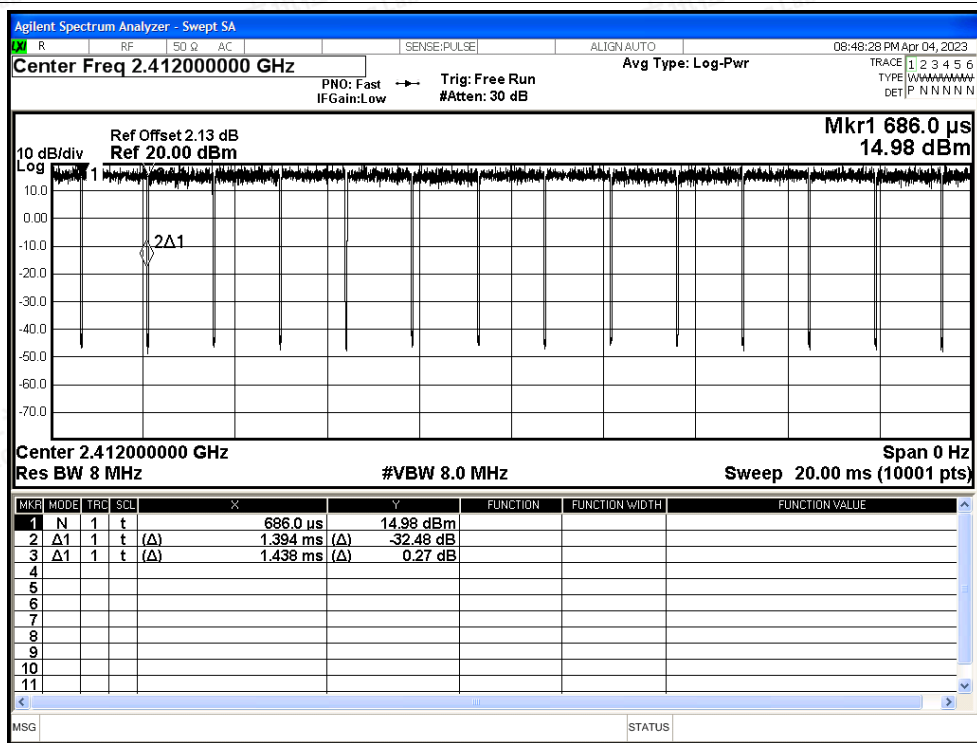 Agilent Spectrum Analyzer - Swept SA
LXI R RF 50 Ω AC SENSE:PULSE ALIGN AUTO 08:48:28 PM Apr 04, 2023
Center Freq 2.412000000 GHz
Avg Type: Log-Pwr
TRACE 1 2 3 4 5 6
TYPE
DET P N N N N N
PNO: Fast
IFGain:Low
Trig: Free Run
#Atten: 30 dB
Mkr1 686.0 µs
14.98 dBm
Ref Offset 2.13 dB
10 dB/div Ref 20.00 dBm
Log
1
10.0
0.00
-10.0
2Δ1
-20.0
-30.0
-40.0
-50.0
-60.0
-70.0
Center 2.412000000 GHz Span 0 Hz
Res BW 8 MHz #VBW 8.0 MHz Sweep 20.00 ms (10001 pts)
MKR MODE TRC SCL X Y FUNCTION FUNCTION WIDTH FUNCTION VALUE
1 N 1 t 686.0 µs 14.98 dBm
2 Δ1 1 t (Δ) 1.394 ms (Δ) -32.48 dB
3 Δ1 1 t (Δ) 1.438 ms (Δ) 0.27 dB
4
5
6
7
8
9
10
11
MSG STATUS